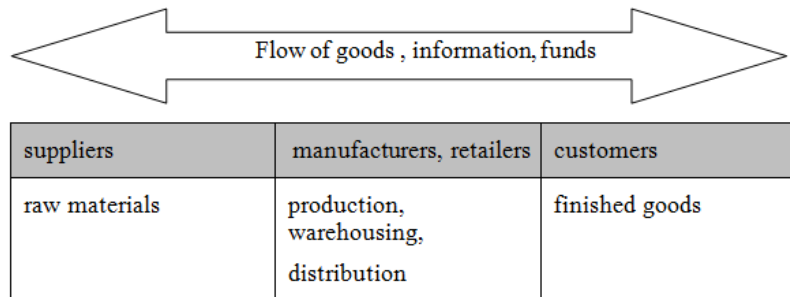 Flow of goods , information, funds
suppliers
manufacturers, retailers
customers
raw materials
production,
warehousing,
distribution
finished goods